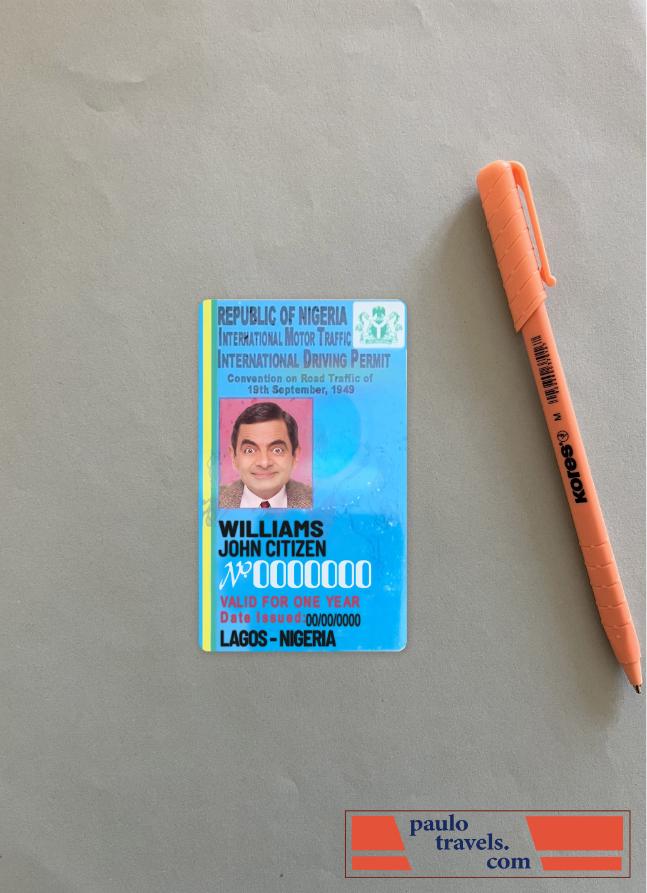 REPUBLIC OF NIGERIA
INTERNATIONAL MOTOR TRAFFIC
INTERNATIONAL DRIVING PERMIT
Convention on Road Traffic of
19th September, 1949
WILLIAMS
JOHN CITIZEN
№0000000
VALID FOR ONE YEAR
Date Issued:00/00/0000
LAGOS - NIGERIA
M
Kores
paulo
travels.
com